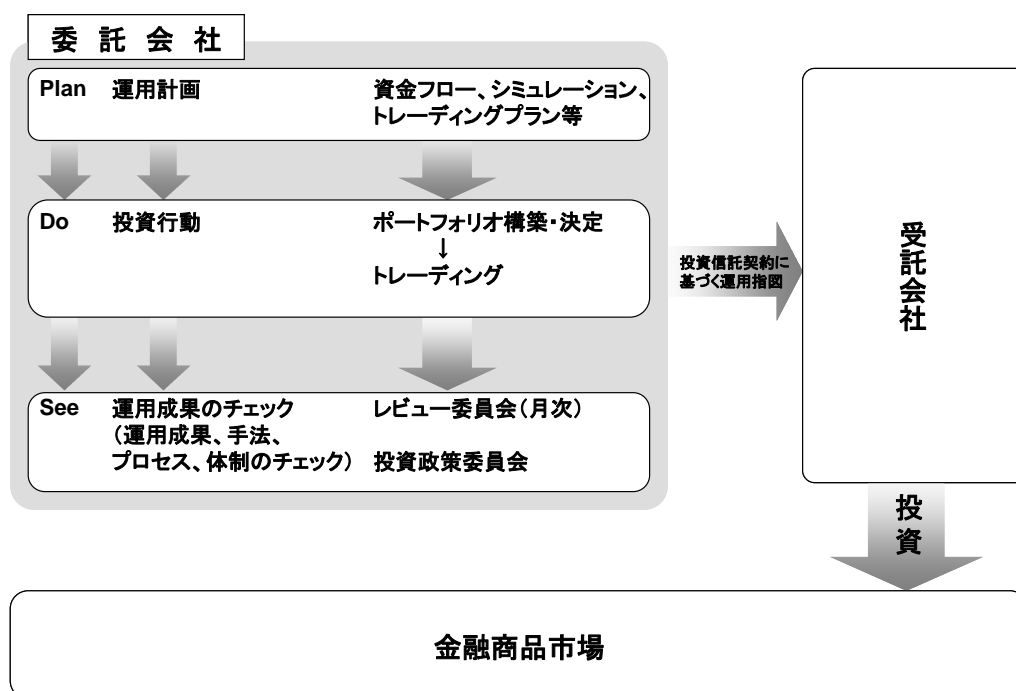 委託会社
Plan 運用計画 資金フロー、シミュレーション、
トレーディングプラン等
Do 投資行動 ポートフォリオ構築・決定
↓
トレーディング
See 運用成果のチェック レビュー委員会(月次)
(運用成果、手法、
プロセス、体制のチェック) 投資政策委員会
投資信託契約に
基づく運用指図
受託会社
投資
金融商品市場